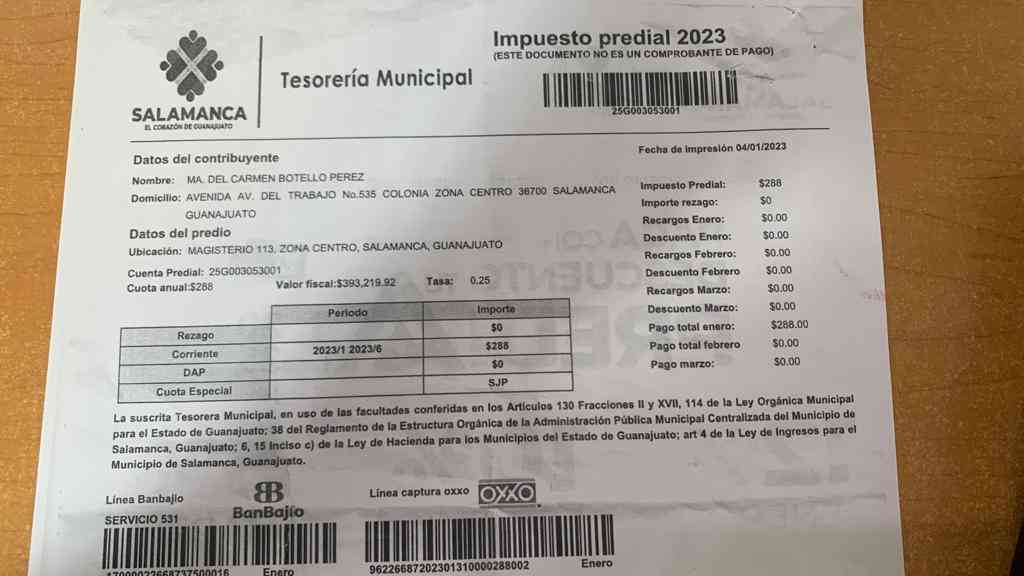 Impuesto predial 2023
(ESTE DOCUMENTO NO ES UN COMPROBANTE DE PAGO)
Tesorería Municipal
SALAMANCA
EL CORAZÓN DE GUANAJUATO
25G003053001
Fecha de impresión 04/01/2023
Datos del contribuyente
Nombre: MA. DEL CARMEN BOTELLO PEREZ
Domicilio: AVENIDA AV. DEL TRABAJO No.535 COLONIA ZONA CENTRO 36700 SALAMANCA
GUANAJUATO
Datos del predio
Ubicación: MAGISTERIO 113, ZONA CENTRO, SALAMANCA, GUANAJUATO
Cuenta Predial: 25G003053001
Cuota anual:$288 Valor fiscal:$393,219.92 Tasa: 0.25
Impuesto Predial: $288
Importe rezago: $0
Recargos Enero: $0.00
Descuento Enero: $0.00
Recargos Febrero: $0.00
Descuento Febrero $0.00
Recargos Marzo: $0.00
Descuento Marzo: $0.00
Pago total enero: $288.00
Pago total febrero $0.00
Pago marzo: $0.00
Periodo Importe
Rezago $0
Corriente 2023/1 2023/6 $288
DAP $0
Cuota Especial SJP
La suscrita Tesorera Municipal, en uso de las facultades conferidas en los Artículos 130 Fracciones II y XVII, 114 de la Ley Orgánica Municipal
para el Estado de Guanajuato; 38 del Reglamento de la Estructura Orgánica de la Administración Pública Municipal Centralizada del Municipio de
Salamanca, Guanajuato; 6, 15 Inciso c) de la Ley de Hacienda para los Municipios del Estado de Guanajuato; art 4 de la Ley de Ingresos para el
Municipio de Salamanca, Guanajuato.
Línea Banbajio
BanBajío
SERVICIO 531
Línea captura oxxo
OXXO
Enero
96226687202301310000288002 Enero